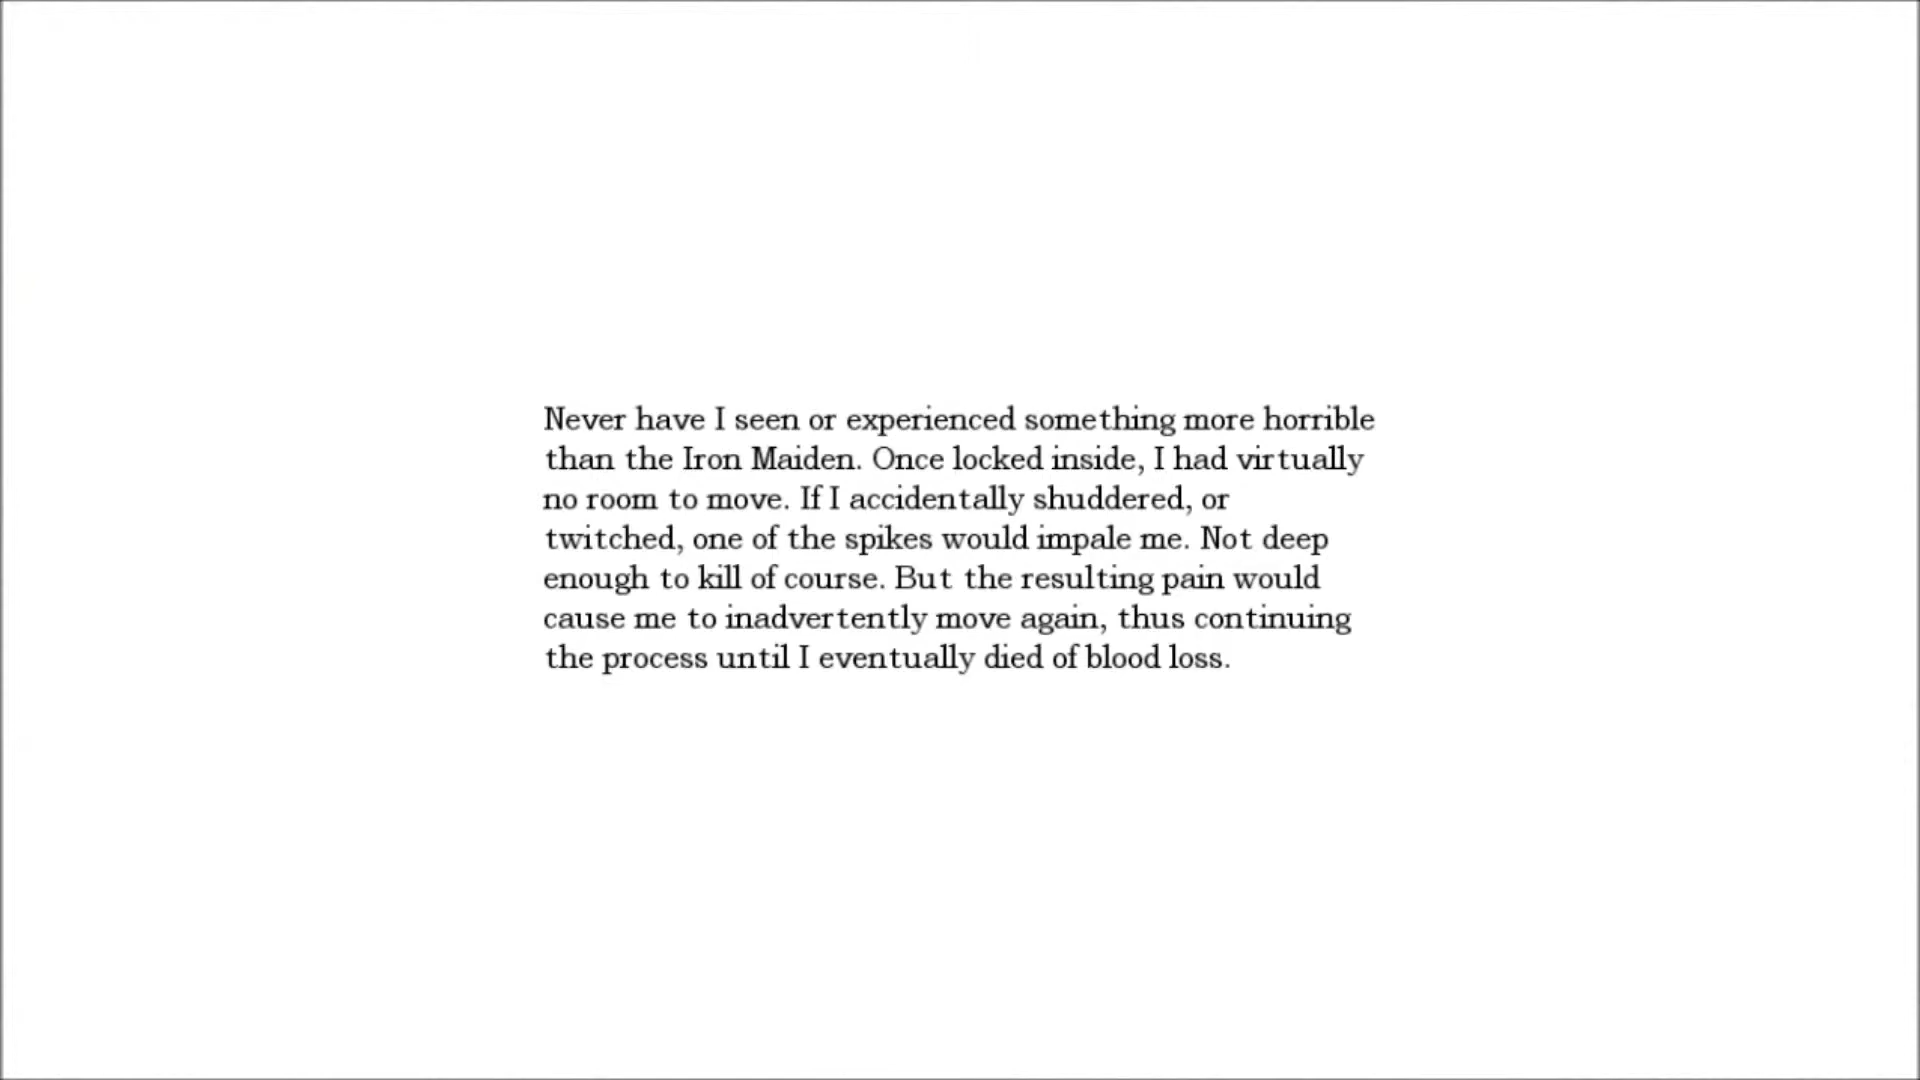 Never have I seen or experienced something more horrible
than the Iron Maiden. Once locked inside, I had virtually
no room to move. If I accidentally shuddered, or
twitched, one of the spikes would impale me. Not deep
enough to kill of course. But the resulting pain would
cause me to inadvertently move again, thus continuing
the process until I eventually died of blood loss.